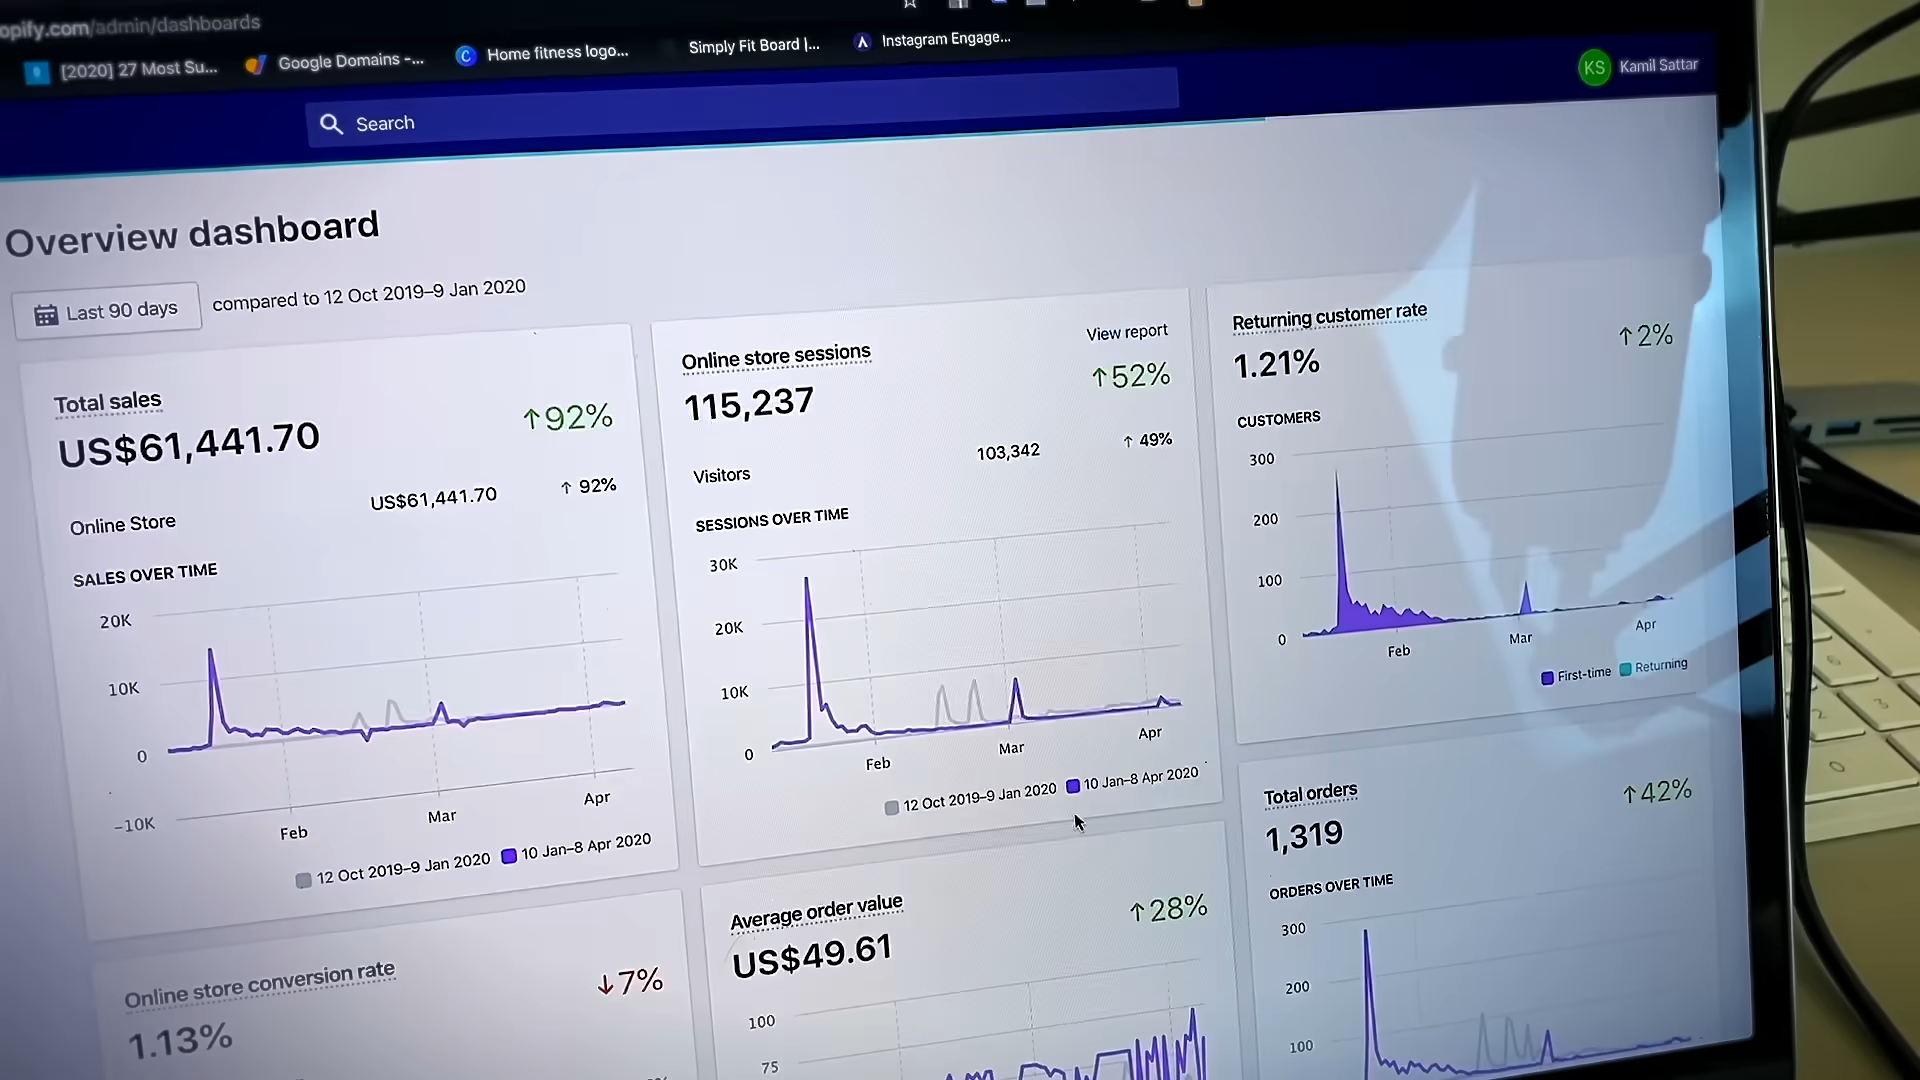 opify.com/admin/dashboards
[2020] 27 Most Su...
Google Domains -...
Home fitness logo...
Simply Fit Board |...
Instagram Engage...
Search
KS Kamil Sattar
Overview dashboard
Last 90 days
compared to 12 Oct 2019–9 Jan 2020
Total sales
US$61,441.70
↑92%
Online Store
US$61,441.70
↑ 92%
SALES OVER TIME
20K
10K
0
-10K
Feb
Mar
Apr
12 Oct 2019–9 Jan 2020
10 Jan–8 Apr 2020
View report
Online store sessions
115,237
↑52%
Visitors
103,342
↑ 49%
SESSIONS OVER TIME
30K
20K
10K
0
Feb
Mar
Apr
12 Oct 2019–9 Jan 2020
10 Jan–8 Apr 2020
Returning customer rate
1.21%
↑2%
CUSTOMERS
300
200
100
0
Feb
Mar
Apr
First-time
Returning
Online store conversion rate
1.13%
↓7%
Average order value
US$49.61
↑28%
100
75
Total orders
1,319
↑42%
ORDERS OVER TIME
300
200
100